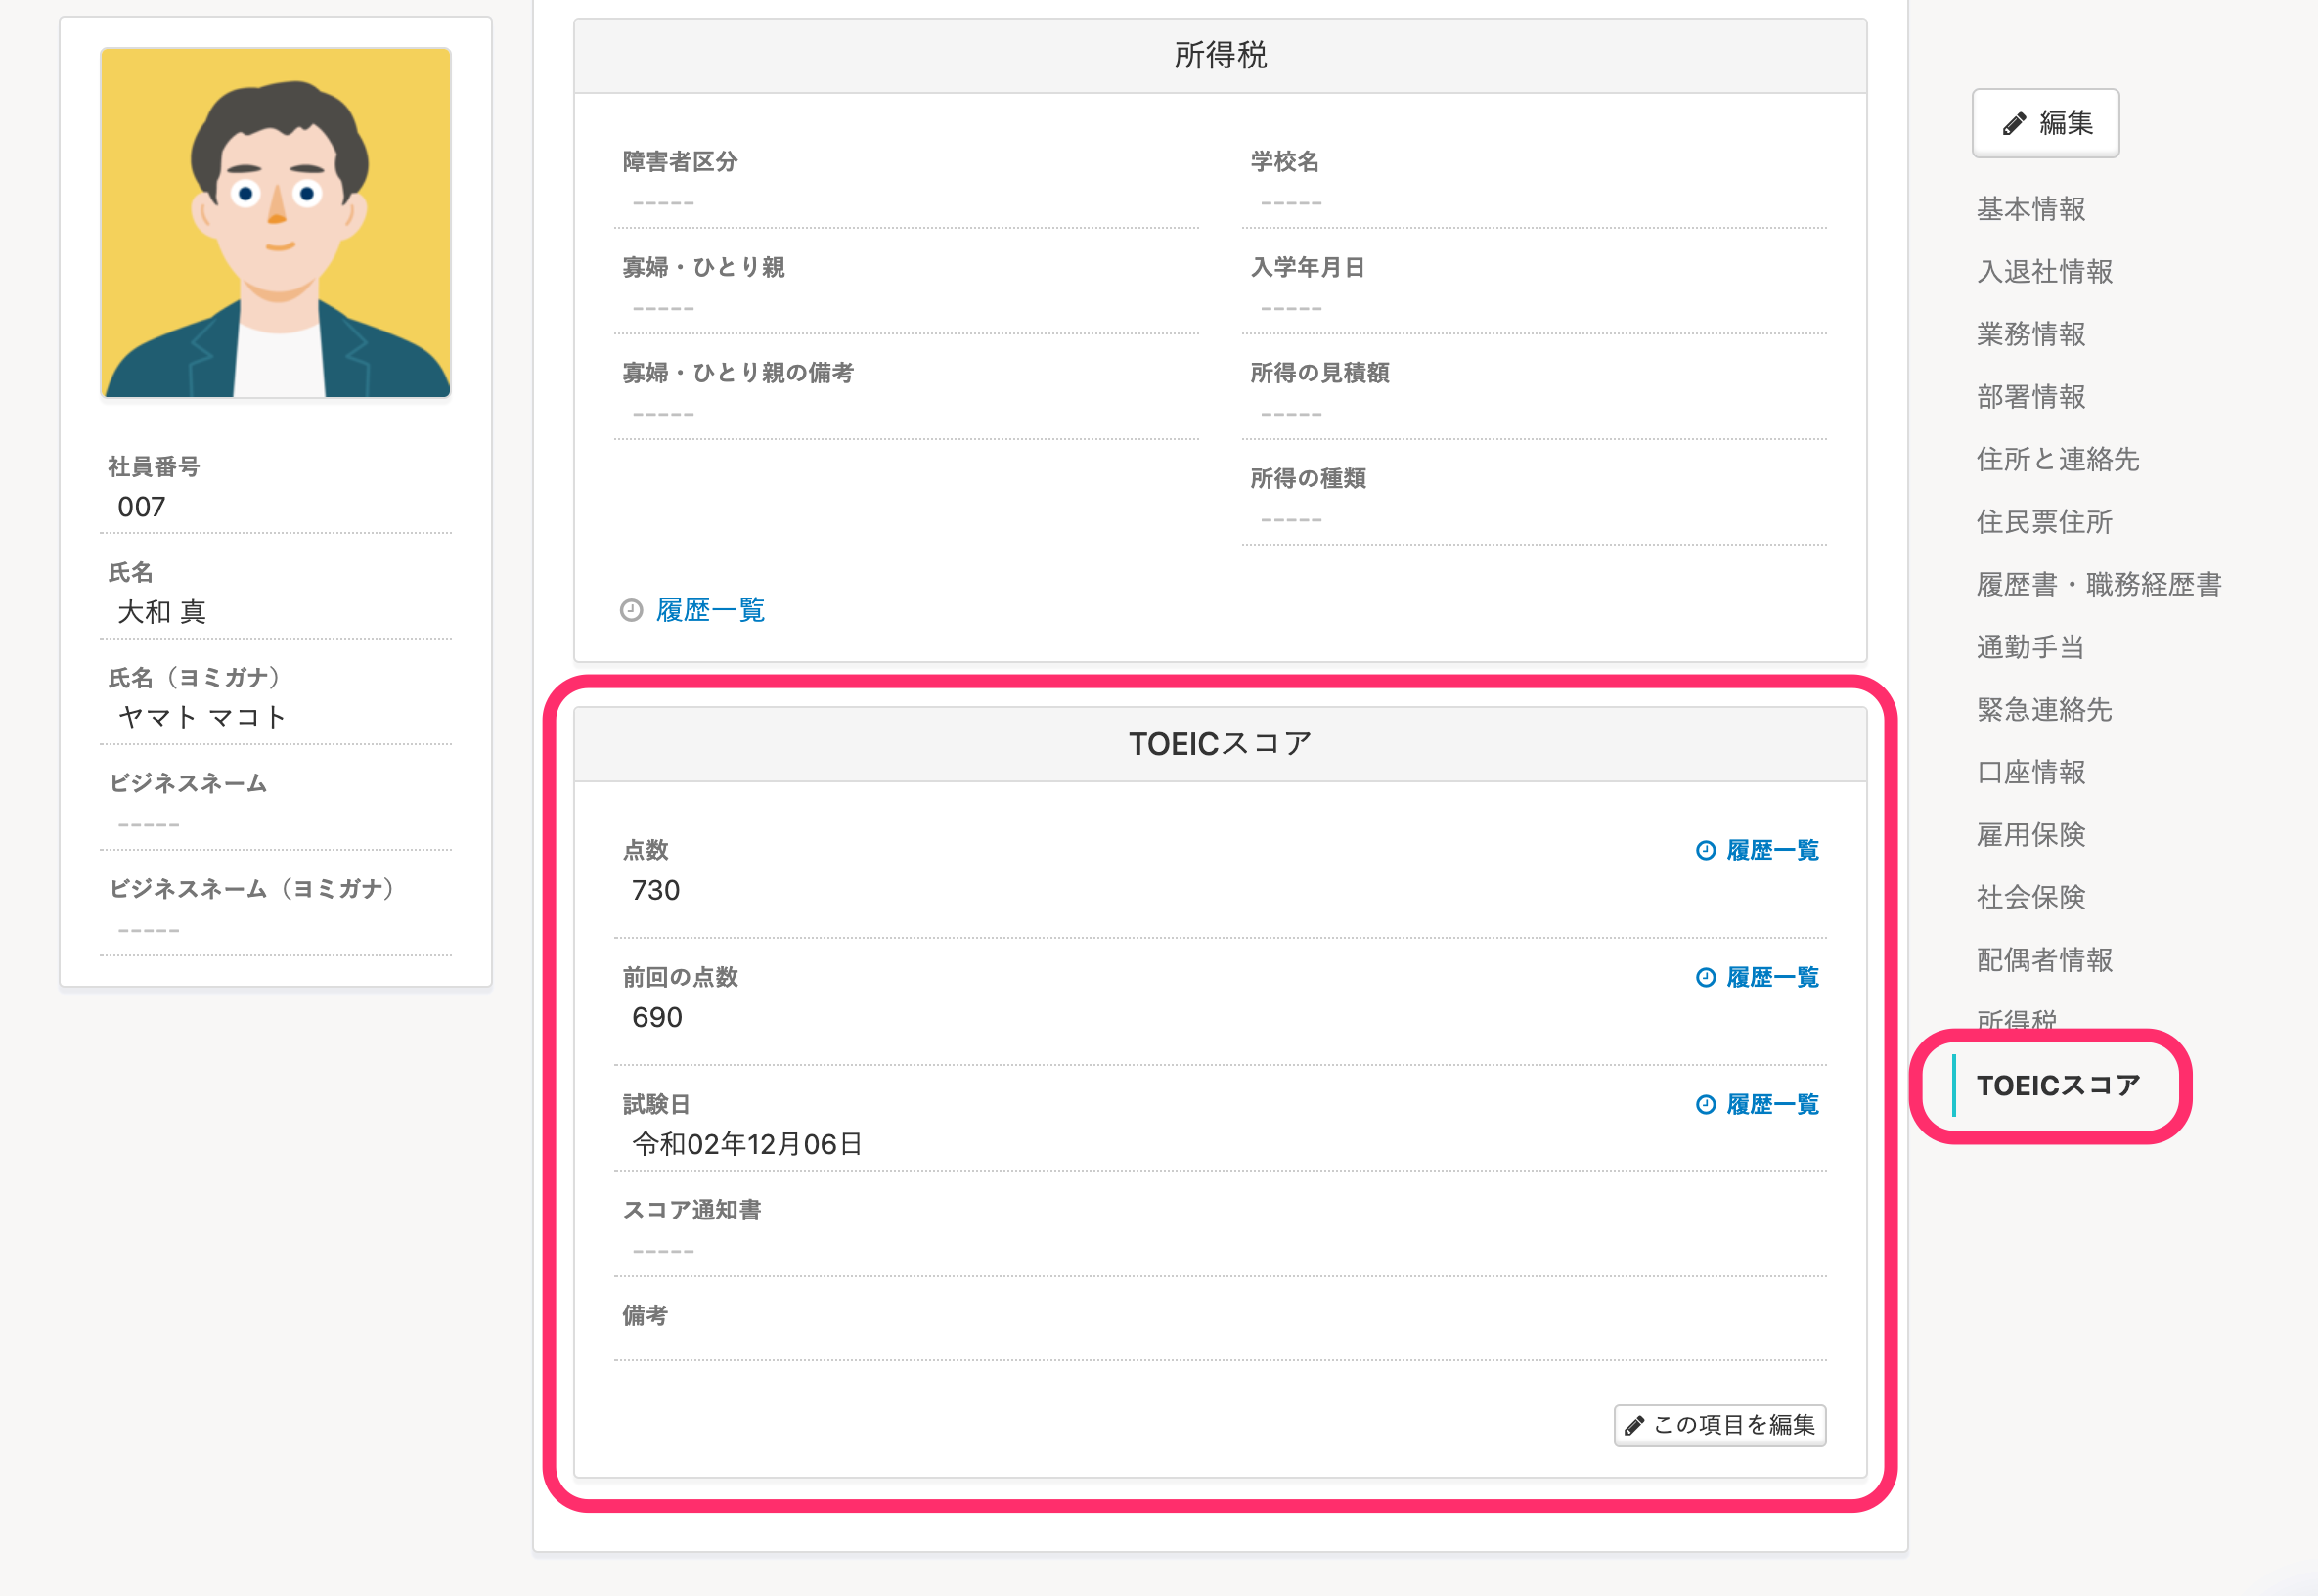 社員番号
007
氏名
大和 真
氏名（ヨミガナ）
ヤマト マコト
ビジネスネーム
-----
ビジネスネーム（ヨミガナ）
-----
所得税
障害者区分
-----
寡婦・ひとり親
-----
寡婦・ひとり親の備考
-----
学校名
-----
入学年月日
-----
所得の見積額
-----
所得の種類
-----
履歴一覧
TOEICスコア
点数
履歴一覧
730
前回の点数
履歴一覧
690
試験日
履歴一覧
令和02年12月06日
スコア通知書
-----
備考
この項目を編集
編集
基本情報
入退社情報
業務情報
部署情報
住所と連絡先
住民票住所
履歴書・職務経歴書
通勤手当
緊急連絡先
口座情報
雇用保険
社会保険
配偶者情報
所得税
TOEICスコア